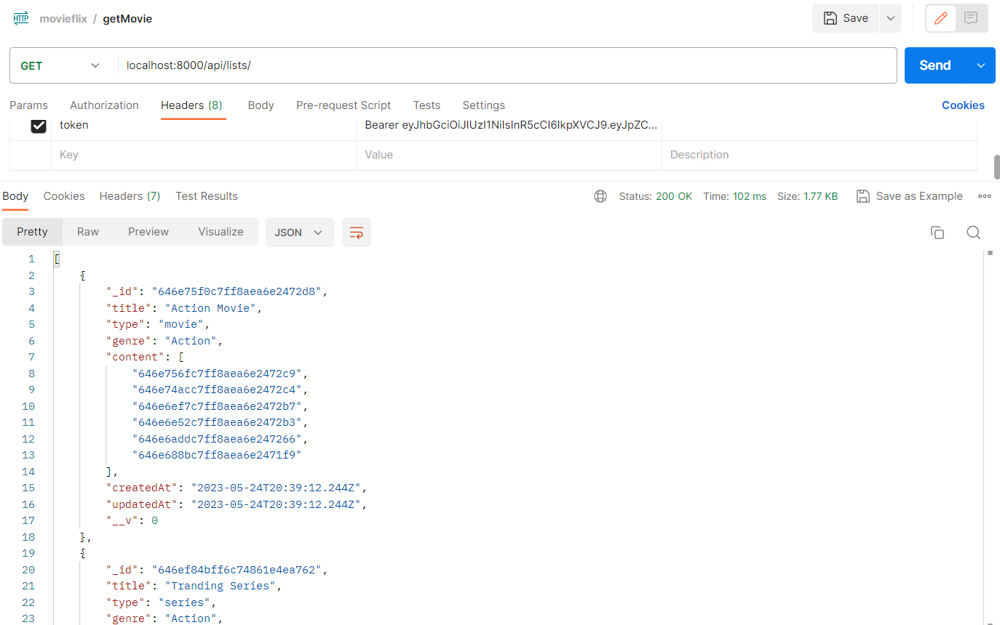 HTTP movieflix / getMovie Save
GET localhost:8000/api/lists/ Send
Params Authorization Headers (8) Body Pre-request Script Tests Settings Cookies
token Bearer eyJhbGciOiJIUzI1NiIsInR5cCI6IkpXVCJ9.eyJpZC...
Key Value Description
Body Cookies Headers (7) Test Results Status: 200 OK Time: 102 ms Size: 1.77 KB Save as Example
Pretty Raw Preview Visualize JSON
1 [
2 {
3 "_id": "646e75f0c7ff8aea6e2472d8",
4 "title": "Action Movie",
5 "type": "movie",
6 "genre": "Action",
7 "content": [
8 "646e756fc7ff8aea6e2472c9",
9 "646e74acc7ff8aea6e2472c4",
10 "646e6ef7c7ff8aea6e2472b7",
11 "646e6e52c7ff8aea6e2472b3",
12 "646e6addc7ff8aea6e247266",
13 "646e688bc7ff8aea6e2471f9"
14 ],
15 "createdAt": "2023-05-24T20:39:12.244Z",
16 "updatedAt": "2023-05-24T20:39:12.244Z",
17 "__v": 0
18 },
19 {
20 "_id": "646ef84bff6c74861e4ea762",
21 "title": "Tranding Series",
22 "type": "series",
23 "genre": "Action",